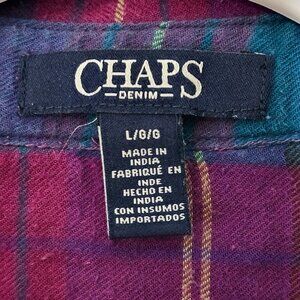 CHAPS
DENIM
L/G/G
MADE IN
INDIA
FABRIQUÉ EN
INDE
HECHO EN
INDIA
CON INSUMOS
IMPORTADOS